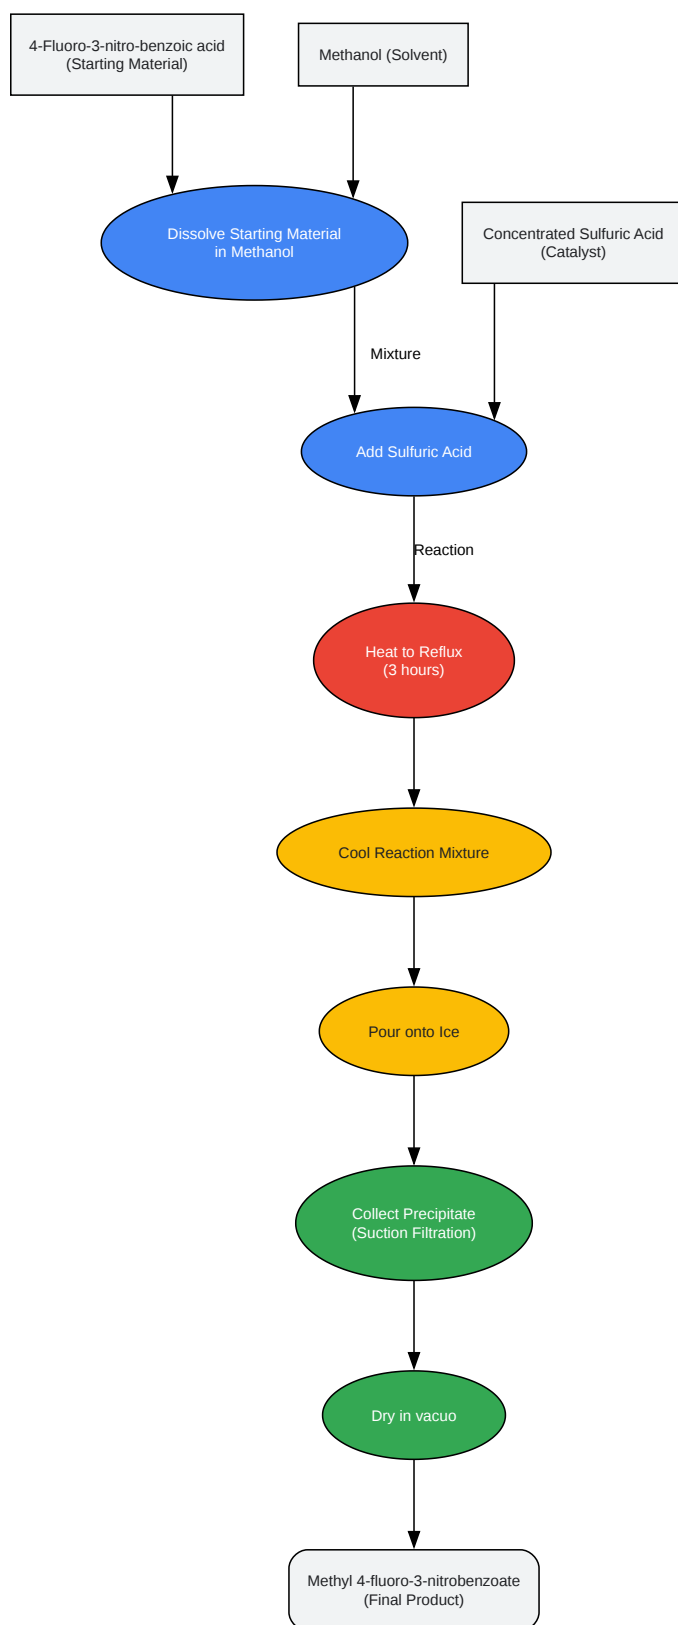 4-Fluoro-3-nitro-benzoic acid
(Starting Material)
Methanol (Solvent)
Dissolve Starting Material
in Methanol
Concentrated Sulfuric Acid
(Catalyst)
Mixture
Add Sulfuric Acid
Reaction
Heat to Reflux
(3 hours)
Cool Reaction Mixture
Pour onto Ice
Collect Precipitate
(Suction Filtration)
Dry in vacuo
Methyl 4-fluoro-3-nitrobenzoate
(Final Product)